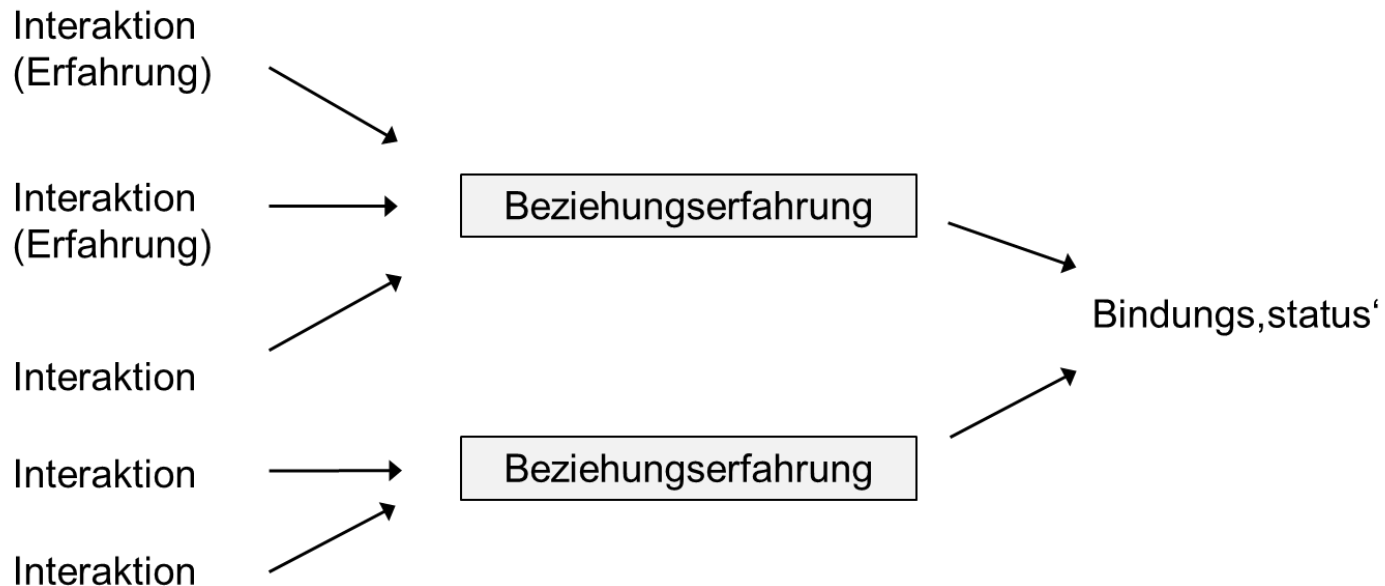 Interaktion
(Erfahrung)
Interaktion
(Erfahrung)
Interaktion
Interaktion
Interaktion
Beziehungserfahrung
Beziehungserfahrung
Bindungs‚status‘